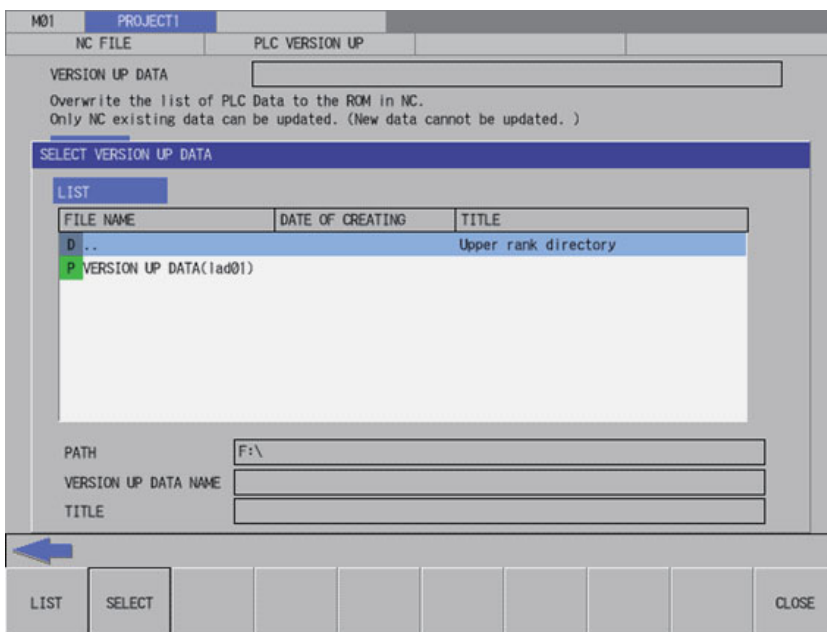 MØ1 PROJECT1
NC FILE PLC VERSION UP
VERSION UP DATA
Overwrite the list of PLC Data to the ROM in NC.
Only NC existing data can be updated. (New data cannot be updated. )
SELECT VERSION UP DATA
LIST
FILE NAME DATE OF CREATING TITLE
D .. Upper rank directory
P VERSION UP DATA(lad01)
PATH F:\
VERSION UP DATA NAME
TITLE
LIST SELECT CLOSE